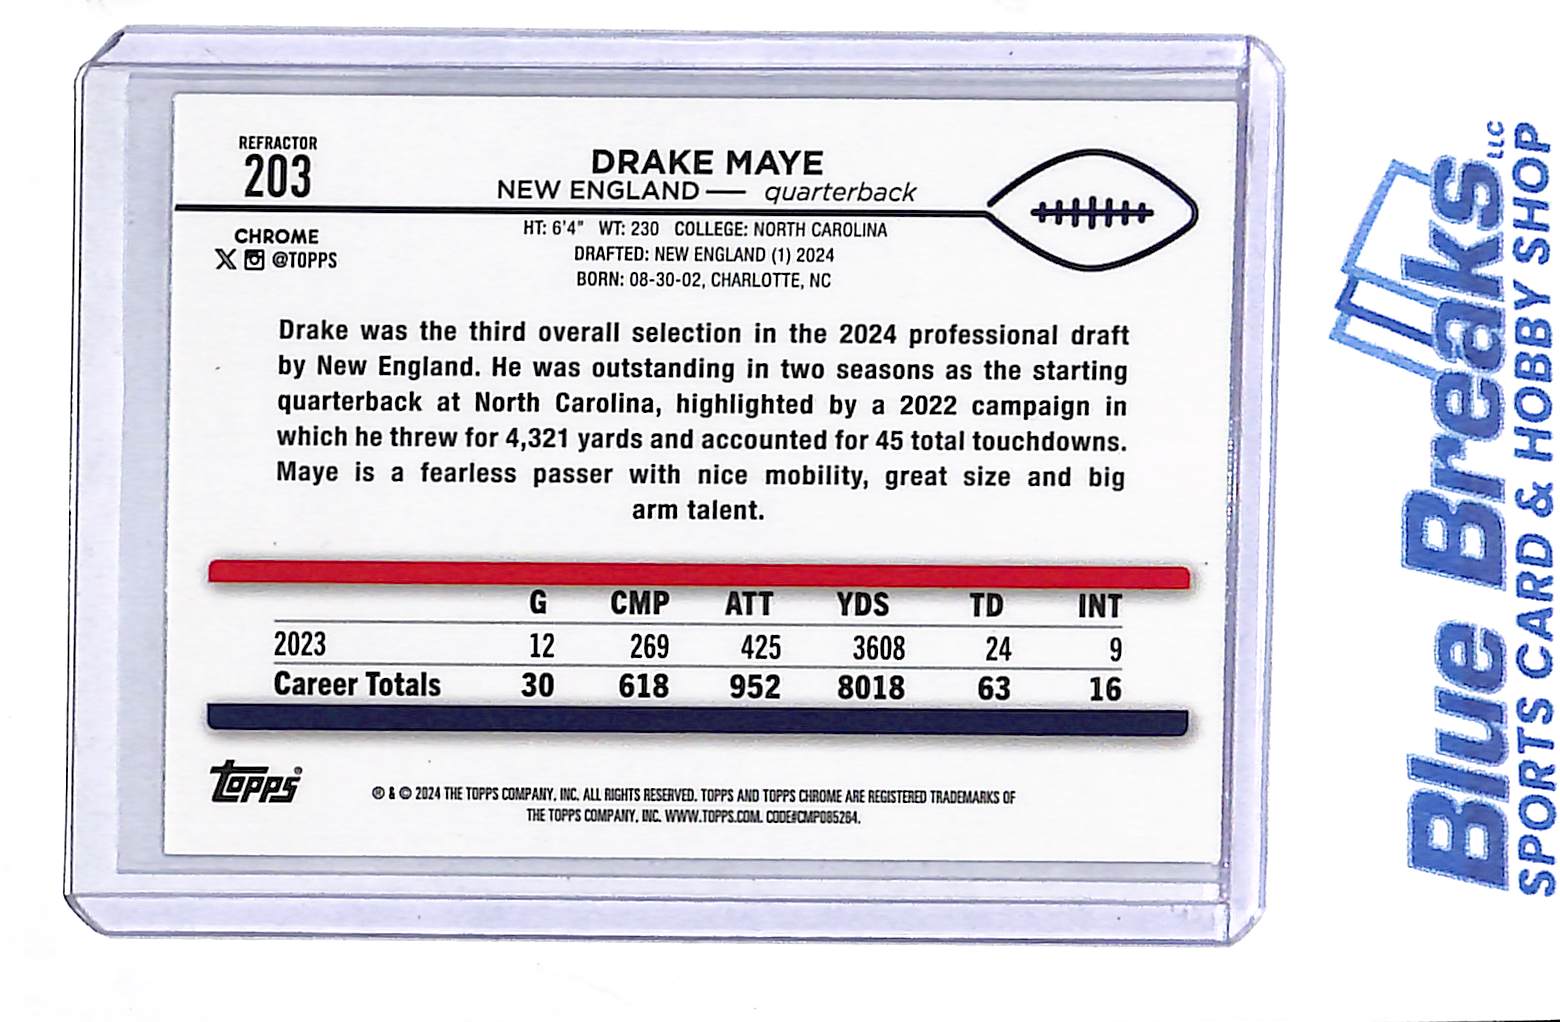 REFRACTOR
203
DRAKE MAYE
NEW ENGLAND — quarterback
CHROME
X @TOPPS
HT: 6'4" WT: 230 COLLEGE: NORTH CAROLINA
DRAFTED: NEW ENGLAND (1) 2024
BORN: 08-30-02, CHARLOTTE, NC
Drake was the third overall selection in the 2024 professional draft
by New England. He was outstanding in two seasons as the starting
quarterback at North Carolina, highlighted by a 2022 campaign in
which he threw for 4,321 yards and accounted for 45 total touchdowns.
Maye is a fearless passer with nice mobility, great size and big
arm talent.
G CMP ATT YDS TD INT
2023 12 269 425 3608 24 9
Career Totals 30 618 952 8018 63 16
Topps®
® & © 2024 THE TOPPS COMPANY, INC. ALL RIGHTS RESERVED. TOPPS AND TOPPS CHROME ARE REGISTERED TRADEMARKS OF
THE TOPPS COMPANY, INC. WWW.TOPPS.COM. CODE#CMP085264.
Blue Breaks LLC
SPORTS CARD & HOBBY SHOP